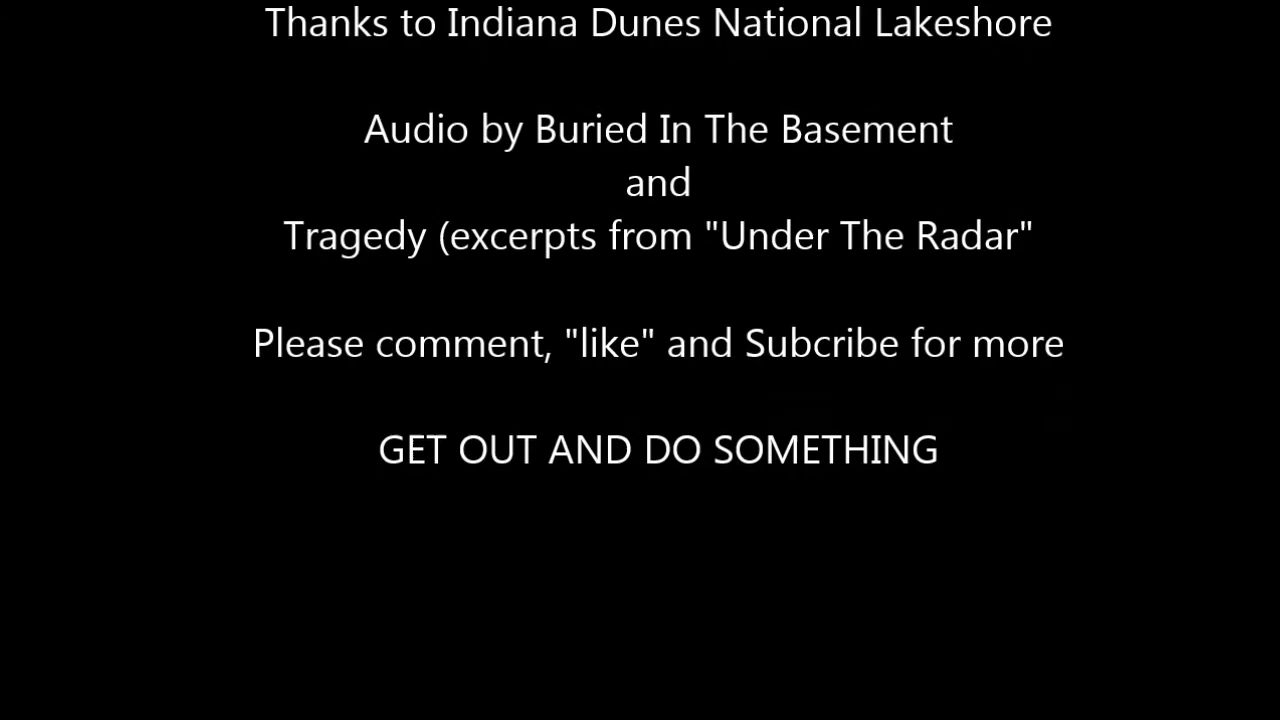 Thanks to Indiana Dunes National Lakeshore
Audio by Buried In The Basement
and
Tragedy (excerpts from "Under The Radar"
Please comment, "like" and Subcribe for more
GET OUT AND DO SOMETHING